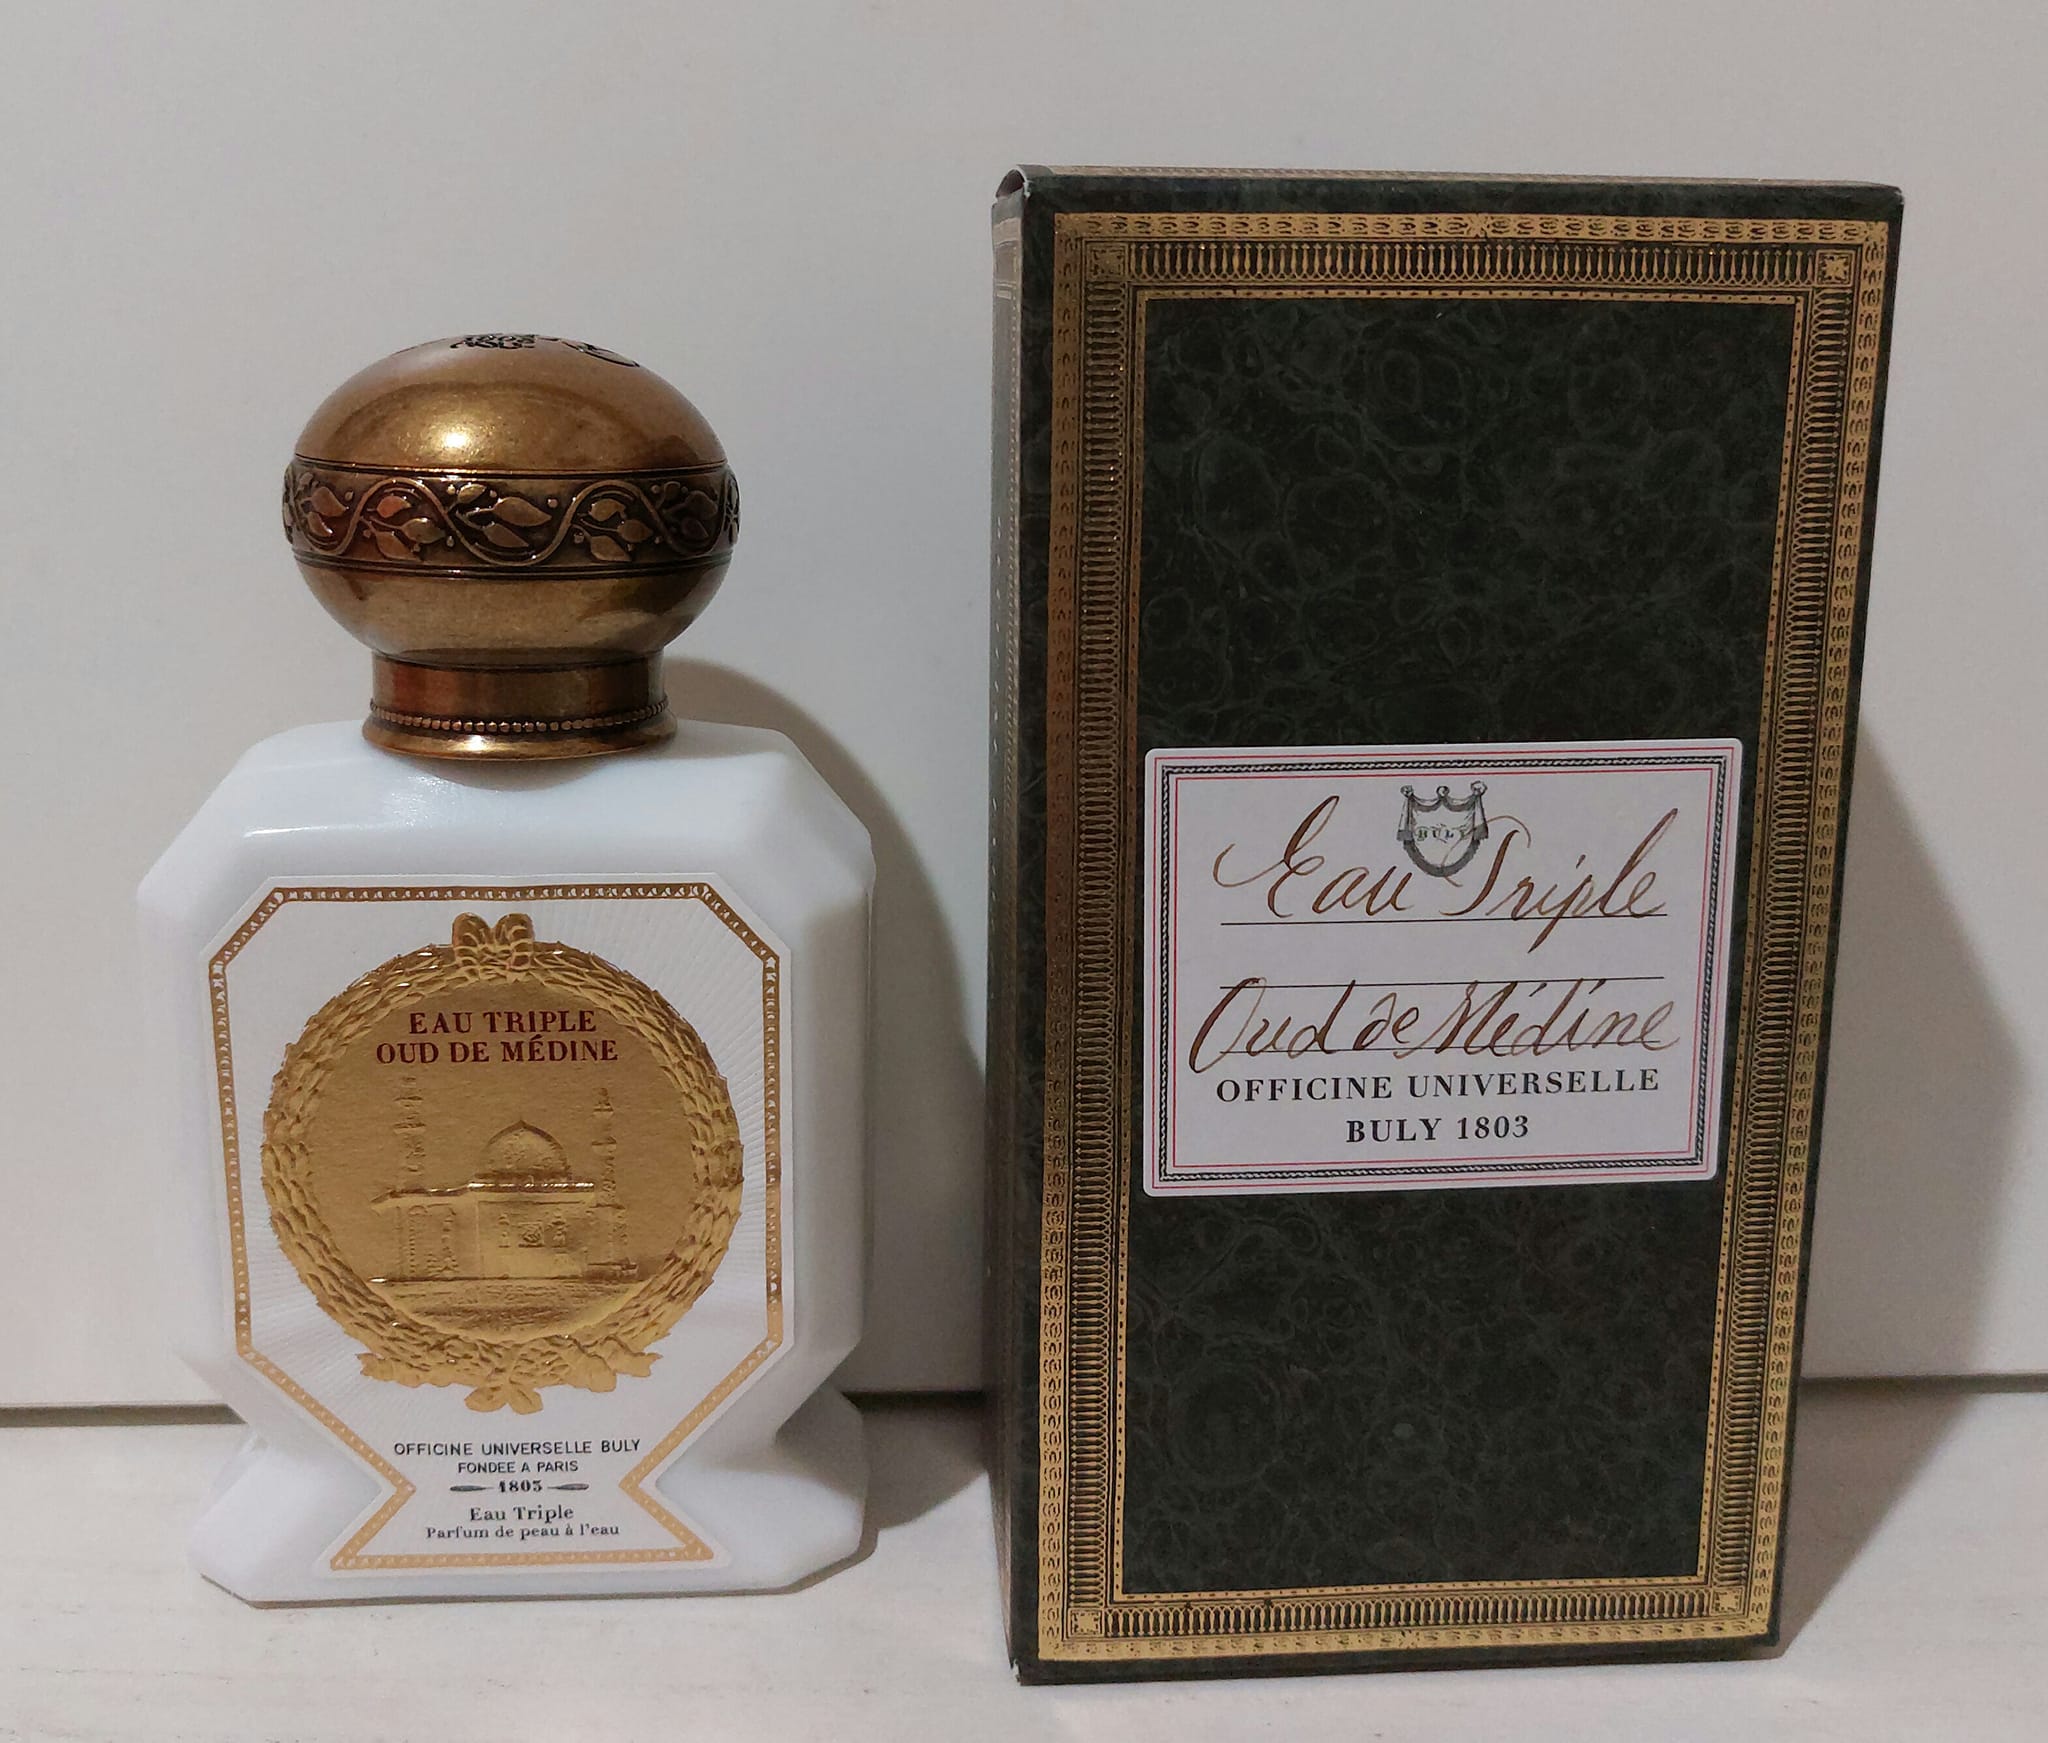 EAU TRIPLE
OUD DE MÉDINE
OFFICINE UNIVERSELLE BULY
FONDEE A PARIS
1803
Eau Triple
Parfum de peau à l'eau
BULY
Eau Triple
Oud de Médine
OFFICINE UNIVERSELLE
BULY 1803